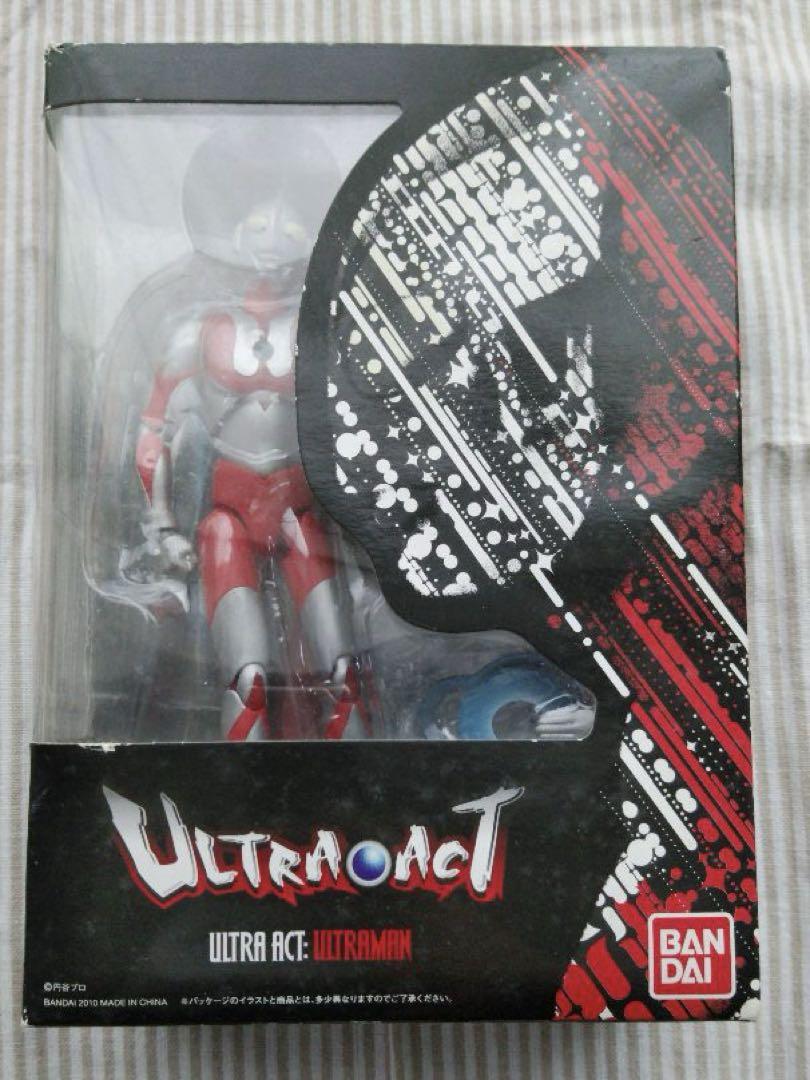 ULTRA ACT
ULTRA ACT: ULTRAMAN
©円谷プロ
BANDAI 2010 MADE IN CHINA ※パッケージのイラストと商品とは、多少異なりますのでご了承ください。
BAN
DAI